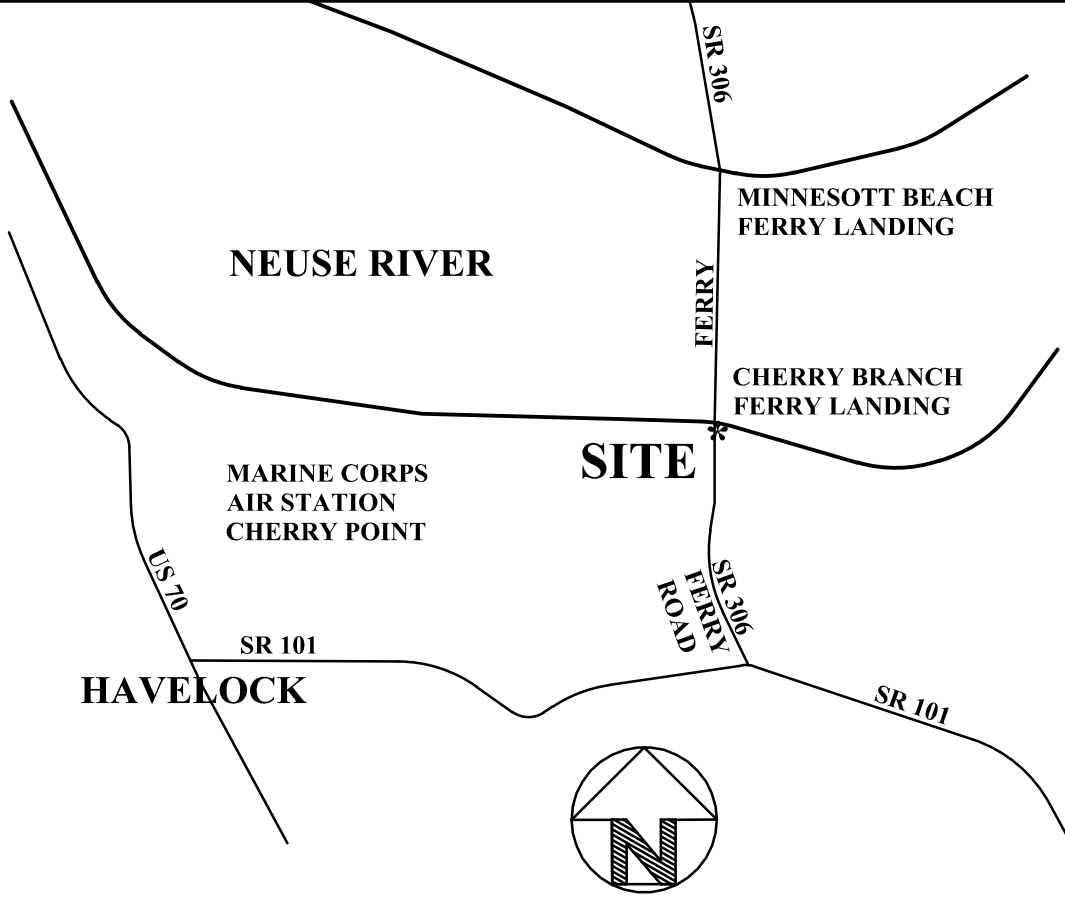 SR 306
MINNESOTT BEACH
FERRY LANDING
NEUSE RIVER
FERRY
CHERRY BRANCH
FERRY LANDING
*
SITE
MARINE CORPS
AIR STATION
CHERRY POINT
US 70
SR 306
FERRY
ROAD
SR 101
HAVELOCK
SR 101
N